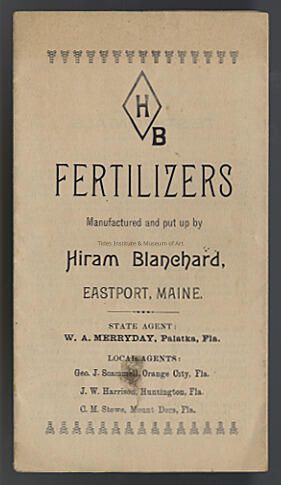 H
B
FERTILIZERS
Manufactured and put up by
Tides Institute & Museum of Art
Hiram Blanchard,
EASTPORT, MAINE.
STATE AGENT:
W. A. MERRYDAY, Palatka, Fla.
LOCAL AGENTS:
Geo. J. Scammell, Orange City, Fla.
J. W. Harrison, Huntington, Fla.
C. M. Stowe, Mount Dora, Fla.